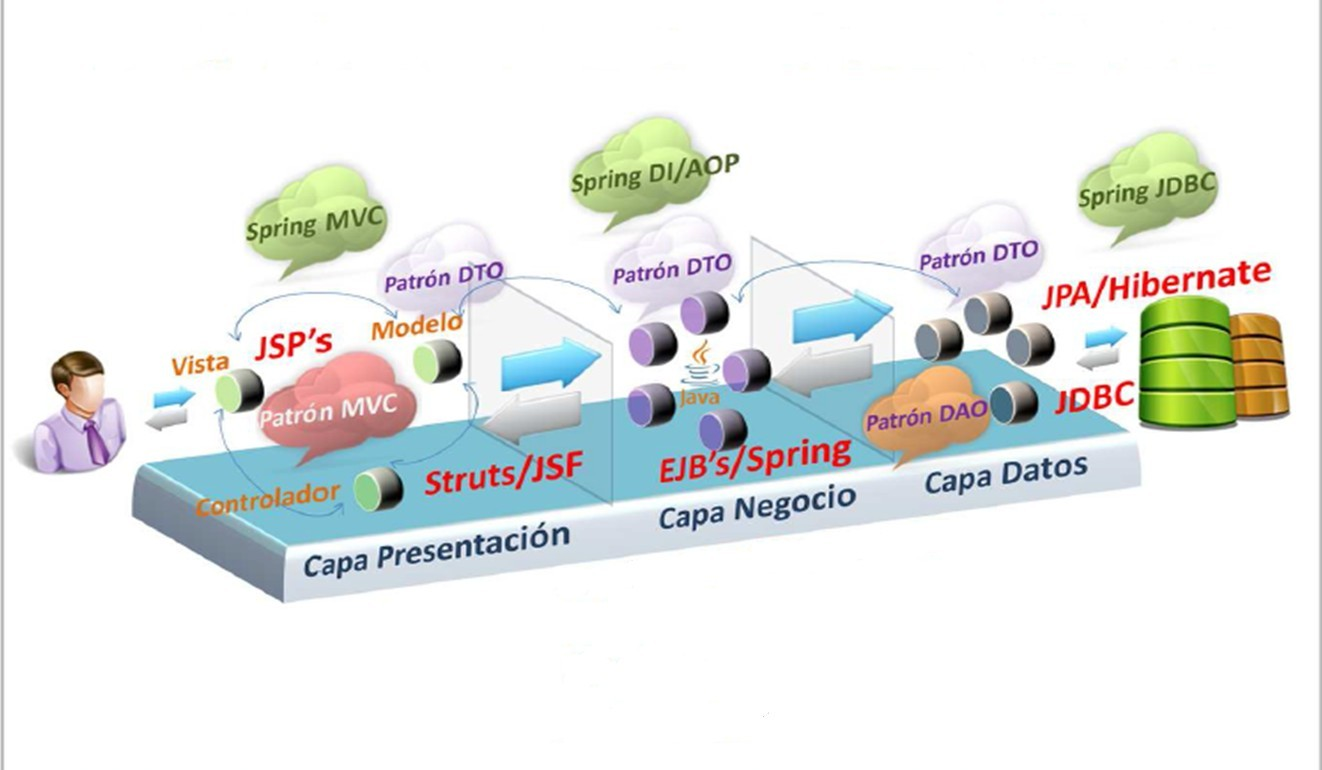 Spring MVC
Spring DI/AOP
Spring JDBC
Patrón DTO
Patrón DTO
Patrón DTO
JPA/Hibernate
Vista
JSP's
Modelo
Patrón MVC
Java
Patrón DAO
JDBC
Controlador
Struts/JSF
EJB's/Spring
Capa Presentación
Capa Negocio
Capa Datos